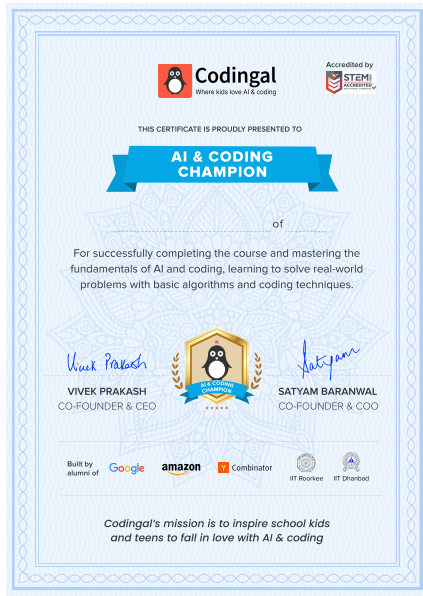 Codingal
Where kids love AI & coding
Accredited by
STEM
ACCREDITED
THIS CERTIFICATE IS PROUDLY PRESENTED TO
AI & CODING
CHAMPION
of
For successfully completing the course and mastering the
fundamentals of AI and coding, learning to solve real-world
problems with basic algorithms and coding techniques.
Vivek Prakash
Satyam
AI & CODING
CHAMPION
VIVEK PRAKASH
CO-FOUNDER & CEO
SATYAM BARANWAL
CO-FOUNDER & COO
Built by
alumni of
Google
amazon
Y Combinator
IIT Roorkee
IIT Dhanbad
Codingal's mission is to inspire school kids
and teens to fall in love with AI & coding